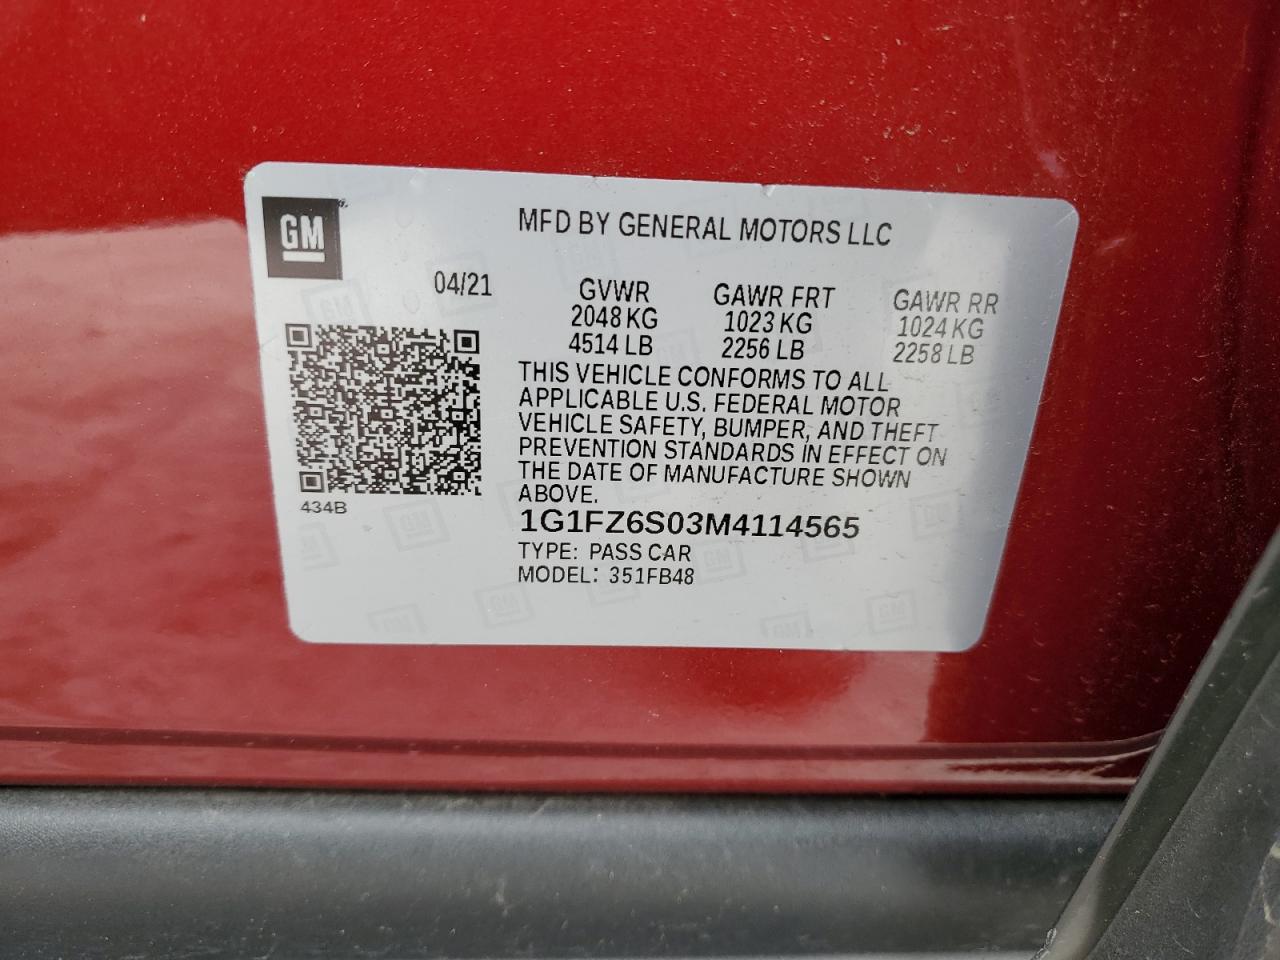 GM
MFD BY GENERAL MOTORS LLC
04/21
GVWR GAWR FRT GAWR RR
2048 KG 1023 KG 1024 KG
4514 LB 2256 LB 2258 LB
THIS VEHICLE CONFORMS TO ALL
APPLICABLE U.S. FEDERAL MOTOR
VEHICLE SAFETY, BUMPER, AND THEFT
PREVENTION STANDARDS IN EFFECT ON
THE DATE OF MANUFACTURE SHOWN
ABOVE.
434B
1G1FZ6S03M4114565
TYPE: PASS CAR
MODEL: 351FB48